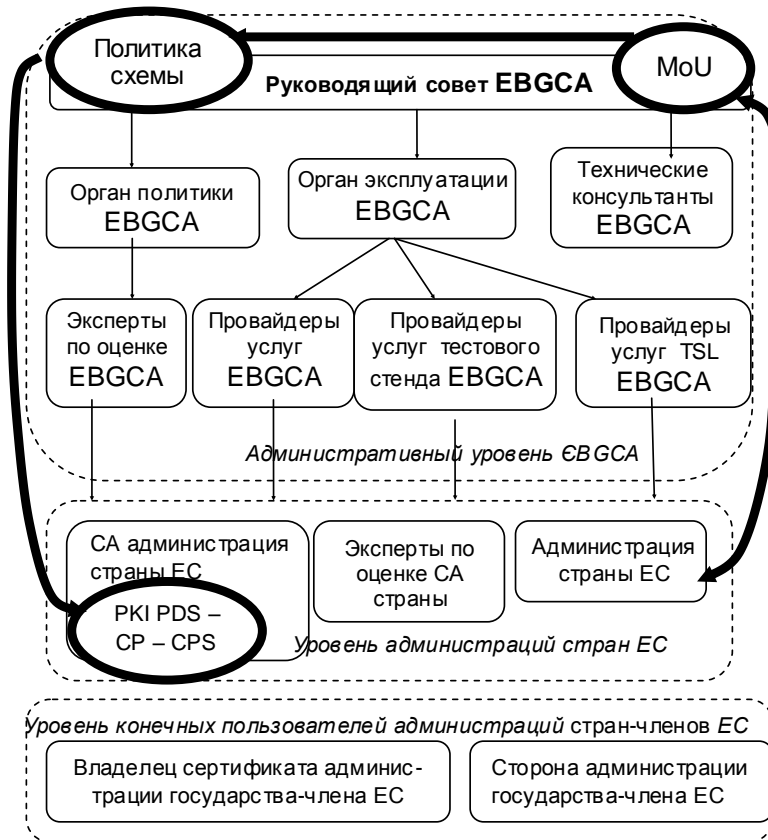 Политика
схемы
MoU
Руководящий совет EBGCA
Орган политики
EBGCA
Орган эксплуатации
EBGCA
Технические
консультанты
EBGCA
Эксперты
по оценке
EBGCA
Провайдеры
услуг
EBGCA
Провайдеры
услуг тестового
стенда EBGCA
Провайдеры
услуг TSL
EBGCA
Административный уровень ЄBGCA
CA администрация
страны ЕС
PKI PDS –
CP – CPS
Эксперты по
оценке CA
страны
Администрация
страны ЕС
Уровень администраций стран ЕС
Уровень конечных пользователей администраций стран-членов ЕС
Владелец сертификата админис-
трации государства-члена ЕС
Сторона администрации
государства-члена ЕС